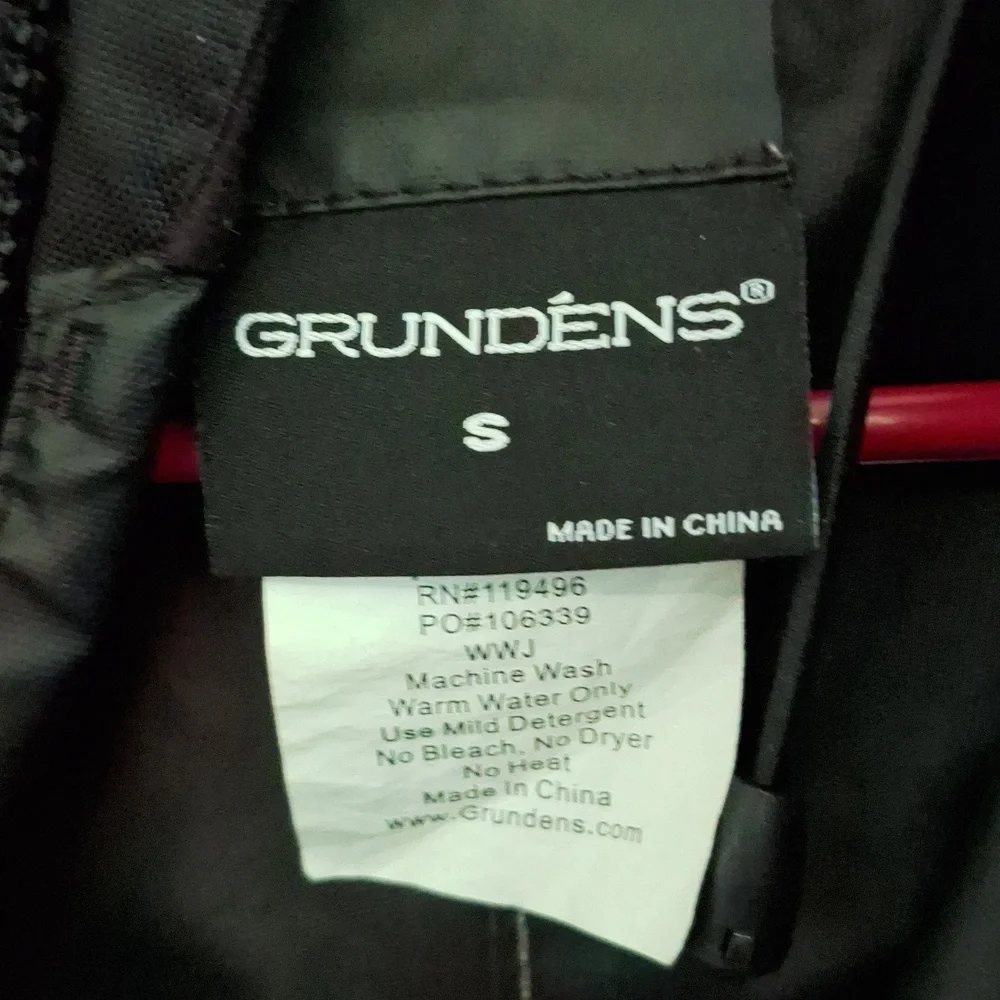 GRUNDÉNS®
S
MADE IN CHINA
RN#119496
PO#106339
WWJ
Machine Wash
Warm Water Only
Use Mild Detergent
No Bleach, No Dryer
No Heat
Made In China
www.Grundens.com